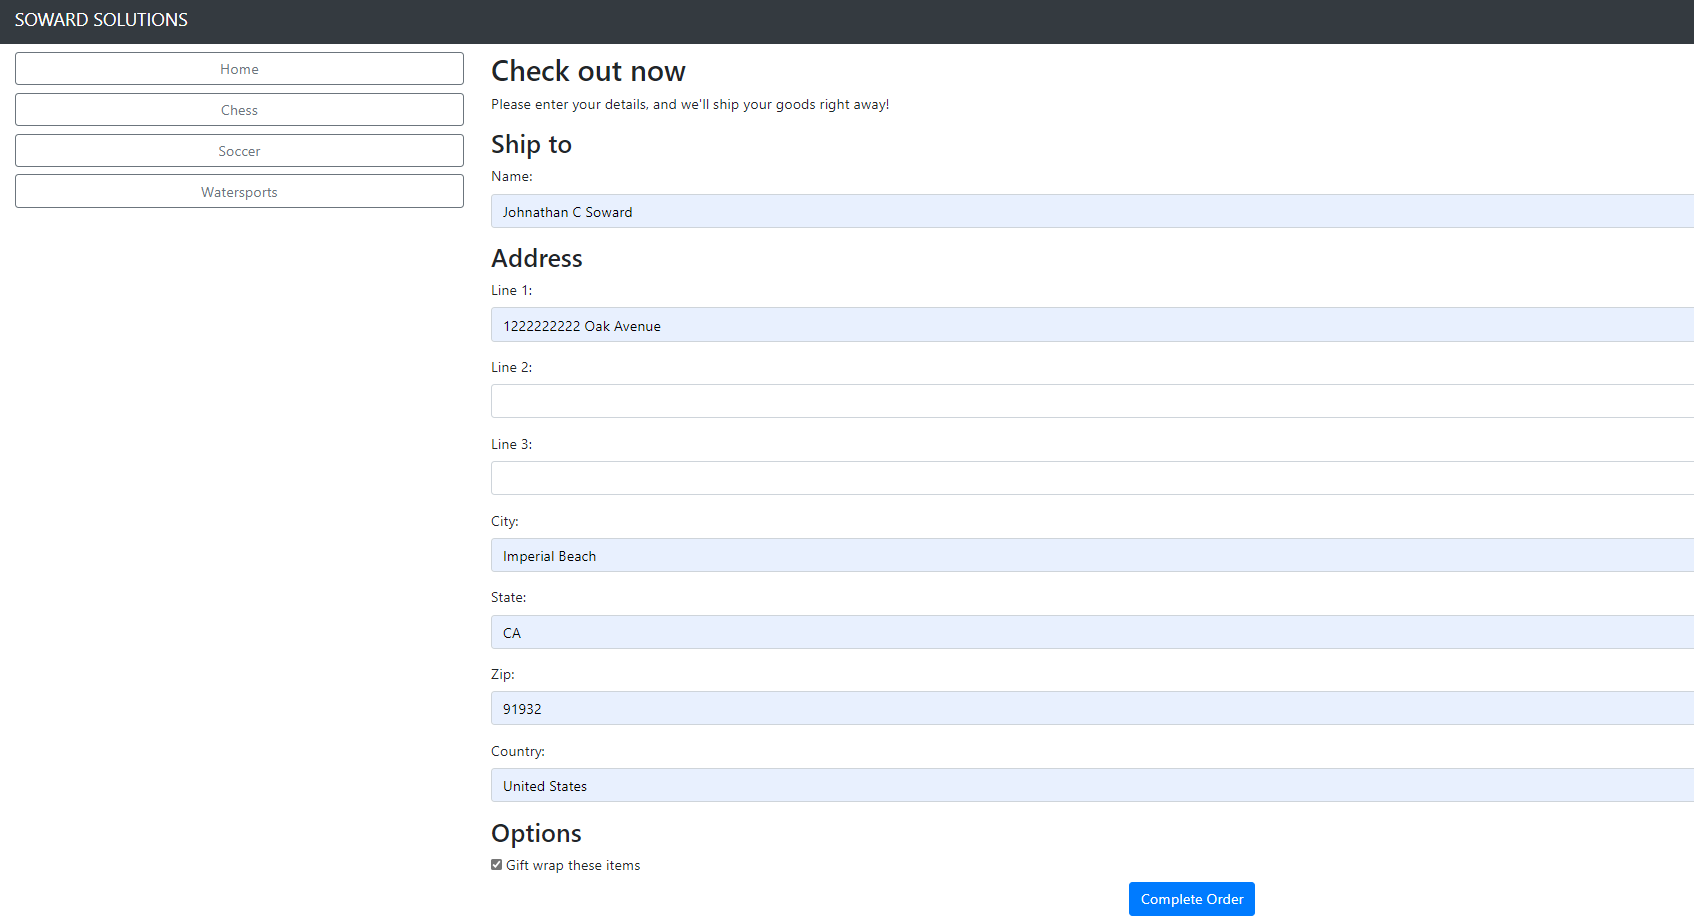 SOWARD SOLUTIONS
Home
Chess
Soccer
Watersports
Check out now
Please enter your details, and we'll ship your goods right away!
Ship to
Name:
Johnathan C Soward
Address
Line 1:
1222222222 Oak Avenue
Line 2:
Line 3:
City:
Imperial Beach
State:
CA
Zip:
91932
Country:
United States
Options
Gift wrap these items
Complete Order